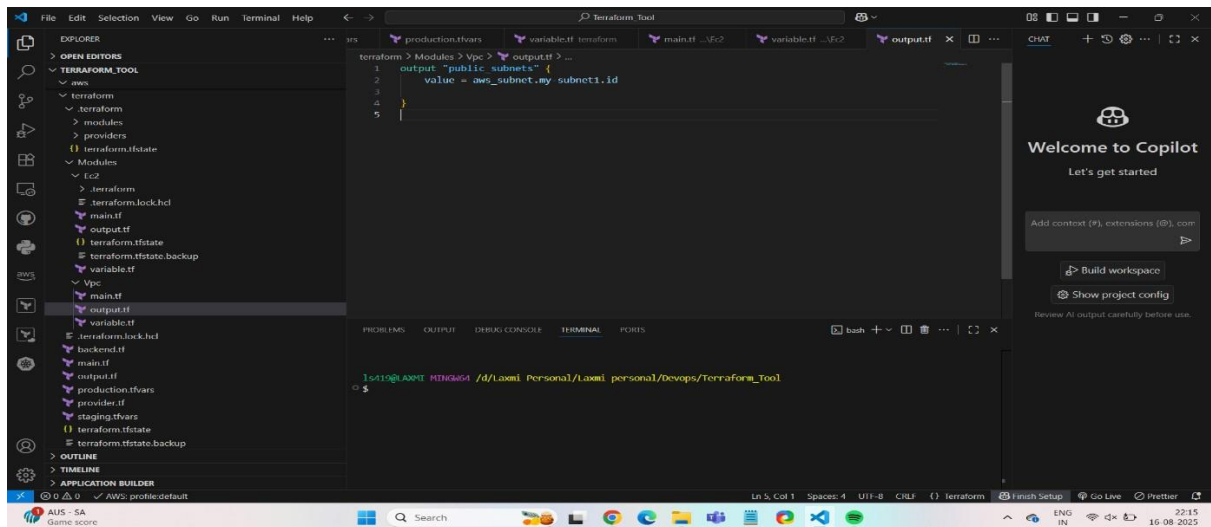 File Edit Selection View Go Run Terminal Help
Terraform_Tool
EXPLORER
OPEN EDITORS
TERRAFORM_TOOL
aws
terraform
.terraform
modules
providers
terraform.tfstate
Modules
Ec2
.terraform
.terraform.lock.hcl
main.tf
output.tf
terraform.tfstate
terraform.tfstate.backup
variable.tf
Vpc
main.tf
output.tf
variable.tf
.terraform.lock.hcl
backend.tf
main.tf
output.tf
production.tfvars
provider.tf
staging.tfvars
terraform.tfstate
terraform.tfstate.backup
OUTLINE
TIMELINE
APPLICATION BUILDER
production.tfvars variable.tf terraform main.tf ...\Ec2 variable.tf ...\Ec2 output.tf
terraform > Modules > Vpc > output.tf > ...
1 output "public_subnets" {
2 value = aws_subnet.my-subnet1.id
3
4 }
5
PROBLEMS OUTPUT DEBUG CONSOLE TERMINAL PORTS
bash
ls419@LAXMI MINGW64 /d/Laxmi Personal/Laxmi personal/Devops/Terraform_Tool
$
CHAT
Welcome to Copilot
Let's get started
Add context (#), extensions (@), com
Build workspace
Show project config
Review AI output carefully before use.
0 0 AWS: profile:default
Ln 5, Col 1 Spaces: 4 UTF-8 CRLF {} Terraform Finish Setup Go Live Prettier
1
AUS - SA
Game score
Search
aws
ENG
IN
22:15
16-08-2025